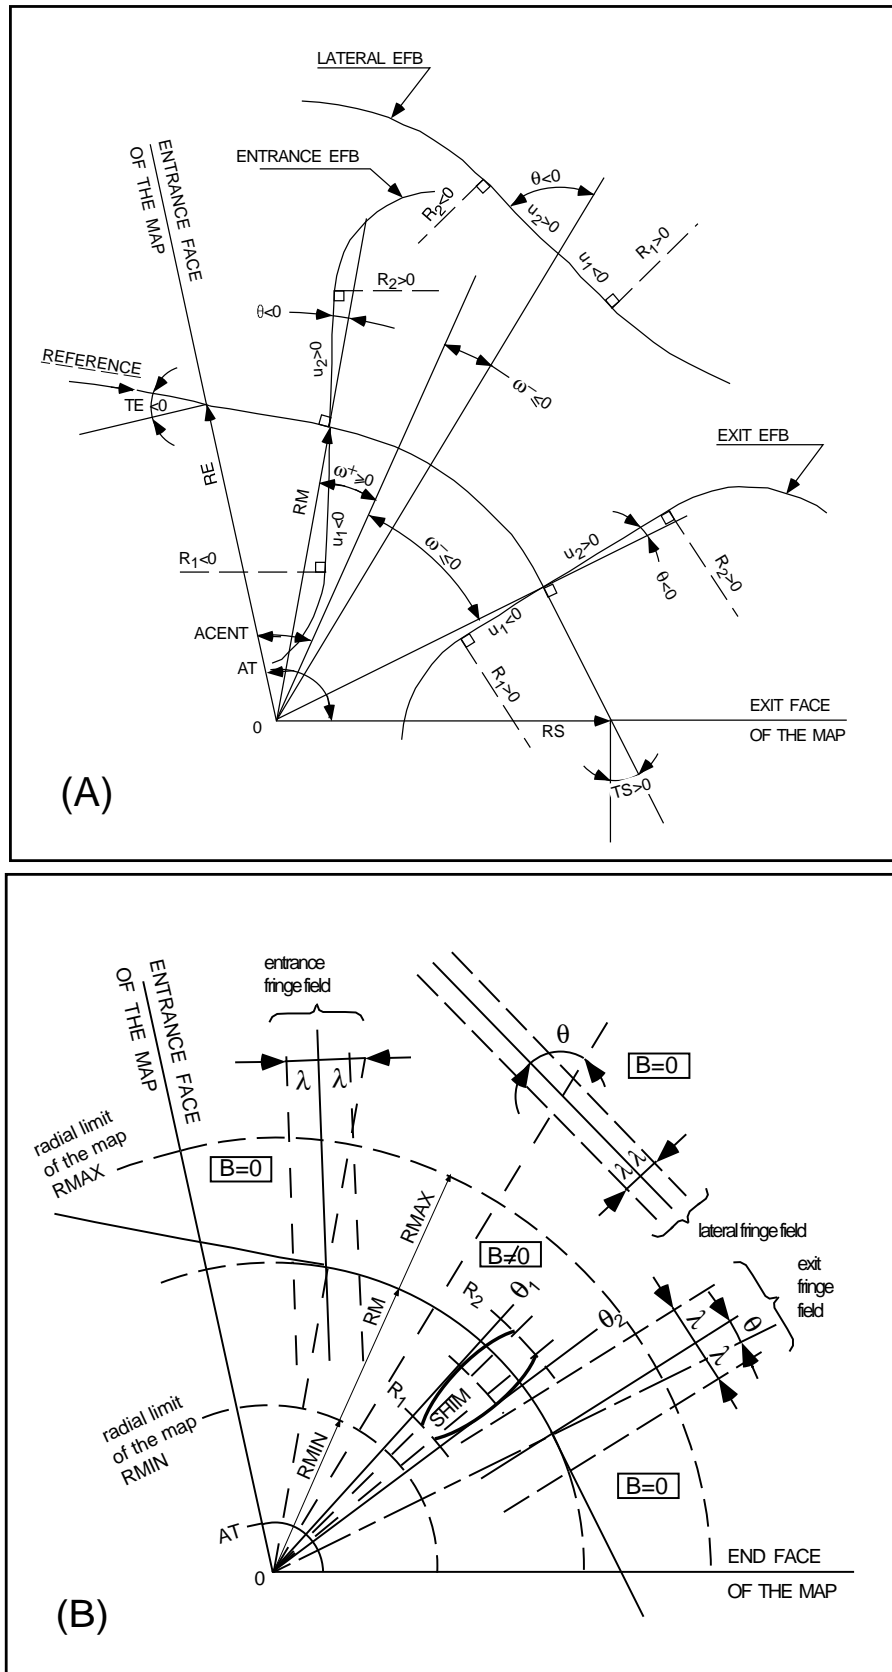 LATERAL EFB
ENTRANCE FACE
OF THE MAP
ENTRANCE EFB
R2<0
θ<0
u2>0
R1>0
u1<0
R2>0
θ<0
u2>0
REFERENCE
TE <0
ω⁻≤0
EXIT EFB
RE
RM
ω⁺≥0
u1<0
ω⁻≤0
u2>0
R2>0
θ<0
R1<0
ACENT
AT
u1<0
R1>0
0
RS
EXIT FACE
OF THE MAP
TS>0
(A)
ENTRANCE FACE
OF THE MAP
entrance
fringe field
λ
λ
θ
B=0
radial limit
of the map
RMAX
B=0
RMAX
λ
λ
lateral fringe field
B≠0
exit
fringe
field
R2
θ1
θ2
RM
λ
λ
θ
R1
SHIM
radial limit
of the map
RMIN
RMIN
B=0
AT
0
END FACE
OF THE MAP
(B)